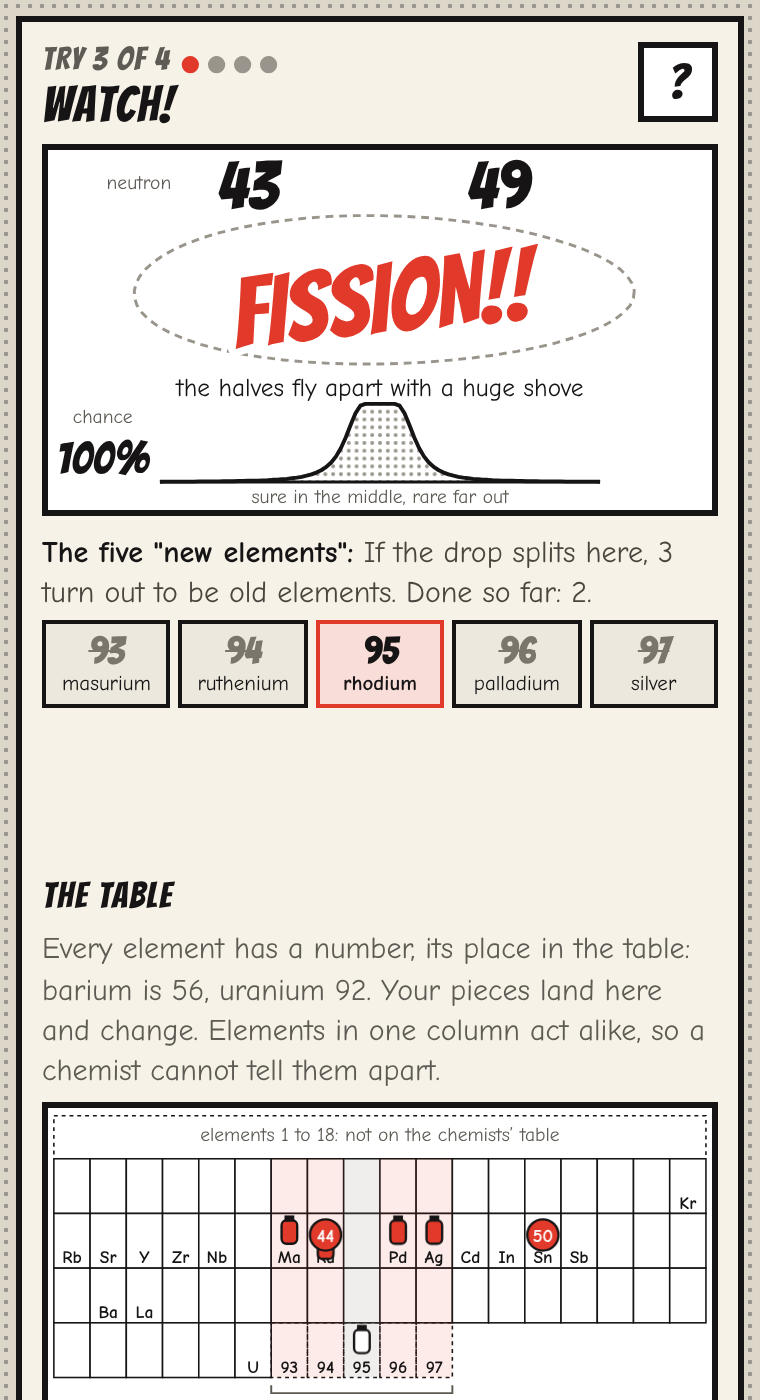 TRY 3 OF 4
WATCH!
?
neutron 43 49
FISSION!!
the halves fly apart with a huge shove
chance
100%
sure in the middle, rare far out
The five "new elements": If the drop splits here, 3
turn out to be old elements. Done so far: 2.
93 94 95 96 97
masurium ruthenium rhodium palladium silver
THE TABLE
Every element has a number, its place in the table:
barium is 56, uranium 92. Your pieces land here
and change. Elements in one column act alike, so a
chemist cannot tell them apart.
elements 1 to 18: not on the chemists' table
Kr
44 50
Rb Sr Y Zr Nb Ma Pd Ag Cd In Sn Sb
Ba La
U 93 94 95 96 97